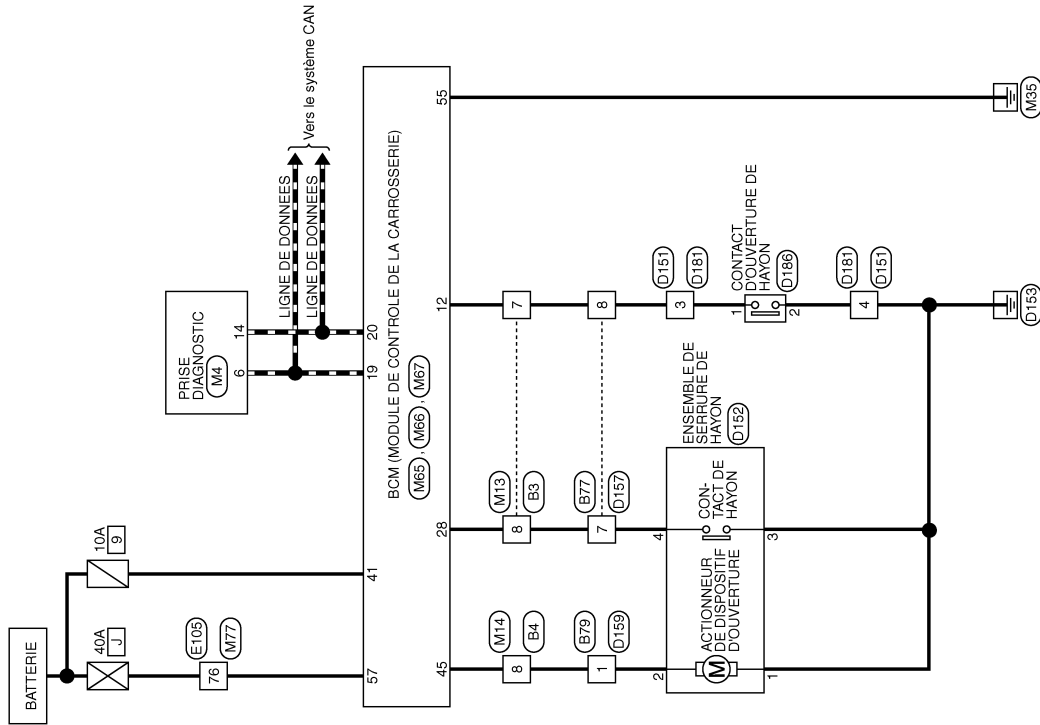 BATTERIE
40A
J
10A
9
76
E105
M77
57
41
PRISE
DIAGNOSTIC
M4
6
14
LIGNE DE DONNEES
LIGNE DE DONNEES
Vers le système CAN
19
20
BCM (MODULE DE CONTROLE DE LA CARROSSERIE)
M65 , M66 , M67
45
28
12
55
8
M14
B4
8
M13
B3
7
1
B79
D159
7
B77
D157
8
3
D151
D181
2
4
ENSEMBLE DE
SERRURE DE
HAYON
D152
M
ACTIONNEUR
DE DISPOSITIF
D'OUVERTURE
CON-
TACT DE
HAYON
1
3
1
2
CONTACT
D'OUVERTURE DE
HAYON
D186
4
D181
D151
D153
M35